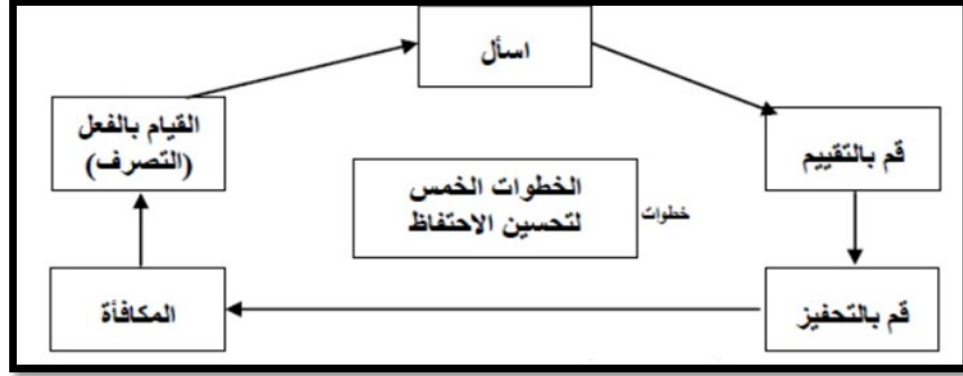 اسأل
القيام بالفعل
(التصرف)
قم بالتقييم
الخطوات الخمس
لتحسين الاحتفاظ
خطوات
المكافأة
قم بالتحفيز